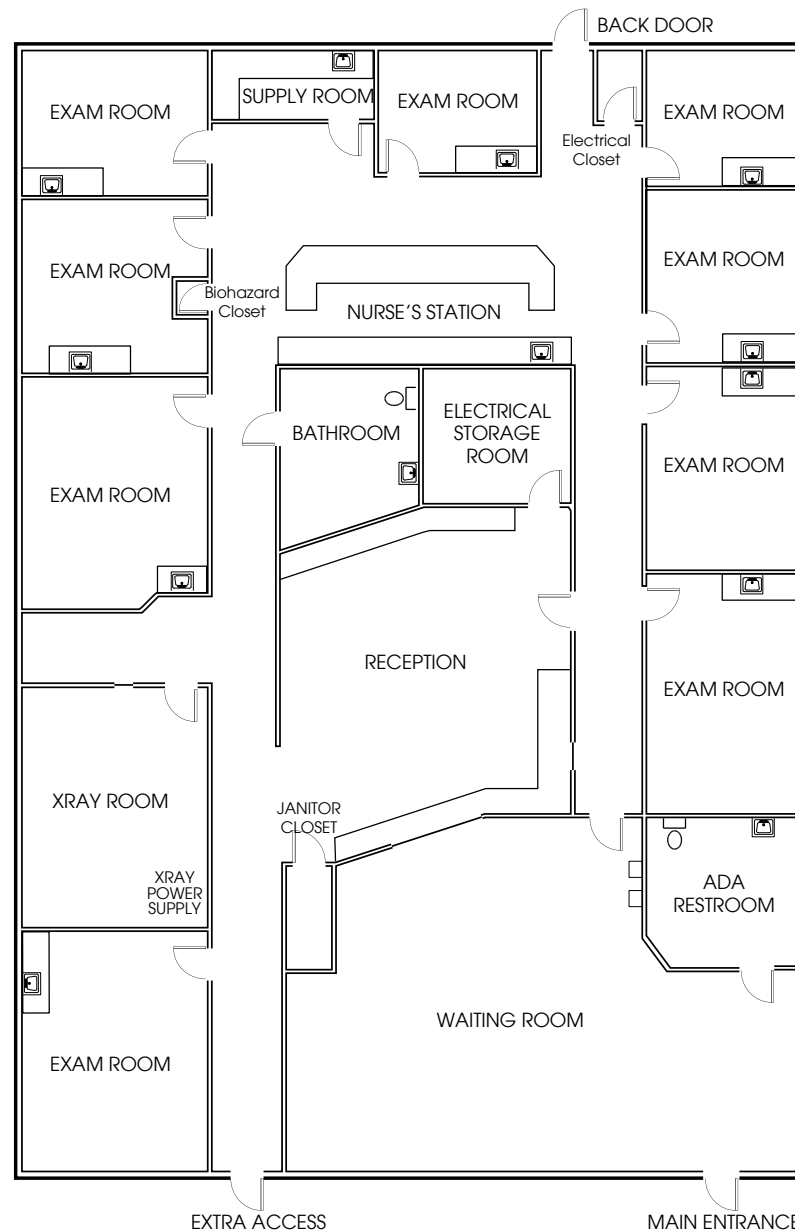 BACK DOOR
EXAM ROOM
SUPPLY ROOM
EXAM ROOM
EXAM ROOM
Electrical
Closet
EXAM ROOM
Biohazard
Closet
NURSE'S STATION
EXAM ROOM
BATHROOM
ELECTRICAL
STORAGE
ROOM
EXAM ROOM
EXAM ROOM
RECEPTION
EXAM ROOM
XRAY ROOM
JANITOR
CLOSET
XRAY
POWER
SUPPLY
ADA
RESTROOM
WAITING ROOM
EXAM ROOM
EXTRA ACCESS
MAIN ENTRANCE